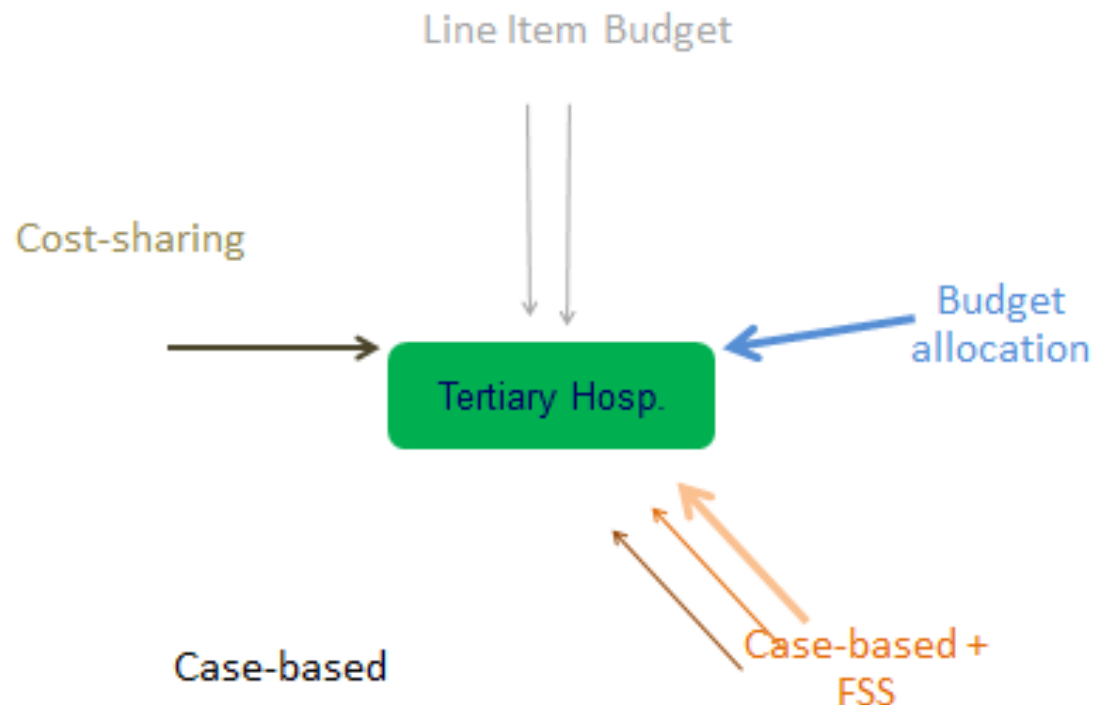 Line Item Budget
Cost-sharing
Budget
allocation
Tertiary Hosp.
Case-based +
FSS
Case-based